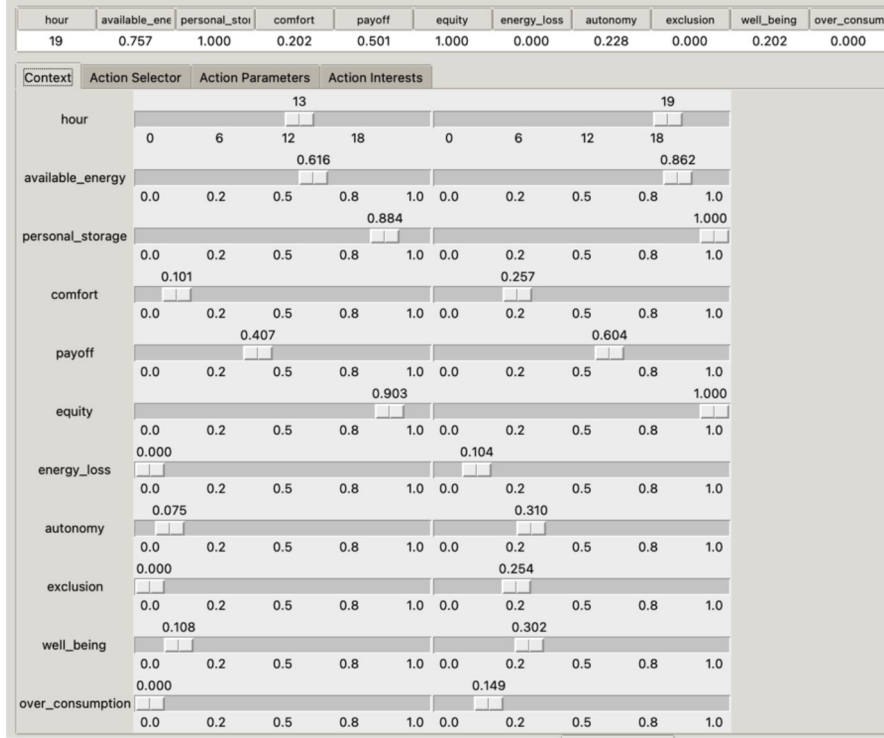 hour available_ene personal_stor comfort payoff equity energy_loss autonomy exclusion well_being over_consum
19 0.757 1.000 0.202 0.501 1.000 0.000 0.228 0.000 0.202 0.000
Context Action Selector Action Parameters Action Interests
13 19
hour
0 6 12 18 0 6 12 18
0.616 0.862
available_energy
0.0 0.2 0.5 0.8 1.0 0.0 0.2 0.5 0.8 1.0
0.884 1.000
personal_storage
0.0 0.2 0.5 0.8 1.0 0.0 0.2 0.5 0.8 1.0
0.101 0.257
comfort
0.0 0.2 0.5 0.8 1.0 0.0 0.2 0.5 0.8 1.0
0.407 0.604
payoff
0.0 0.2 0.5 0.8 1.0 0.0 0.2 0.5 0.8 1.0
0.903 1.000
equity
0.0 0.2 0.5 0.8 1.0 0.0 0.2 0.5 0.8 1.0
0.000 0.104
energy_loss
0.0 0.2 0.5 0.8 1.0 0.0 0.2 0.5 0.8 1.0
0.075 0.310
autonomy
0.0 0.2 0.5 0.8 1.0 0.0 0.2 0.5 0.8 1.0
0.000 0.254
exclusion
0.0 0.2 0.5 0.8 1.0 0.0 0.2 0.5 0.8 1.0
0.108 0.302
well_being
0.0 0.2 0.5 0.8 1.0 0.0 0.2 0.5 0.8 1.0
0.000 0.149
over_consumption
0.0 0.2 0.5 0.8 1.0 0.0 0.2 0.5 0.8 1.0